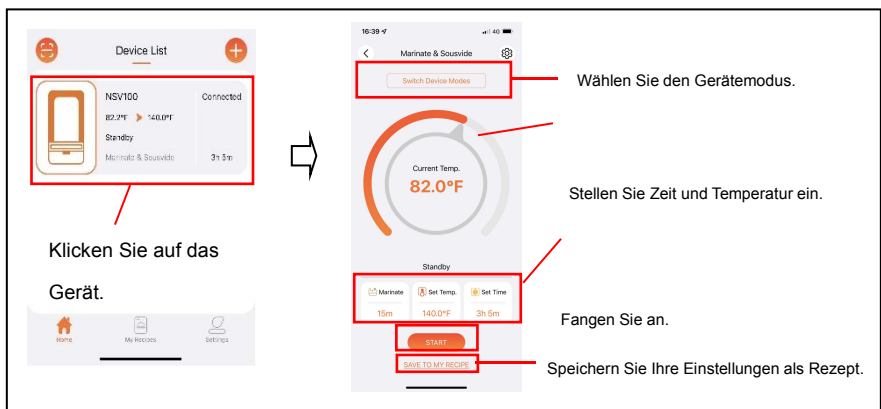 Device List
NSV100
Connected
82.2°F
140.0°F
Standby
Marinate & Sousvide
3h 5m
Klicken Sie auf das
Gerät.
Home
My Recipes
Settings
16:39
4G
Marinate & Sousvide
Switch Device Modes
Current Temp.
82.0°F
Standby
Marinate
Set Temp.
Set Time
15m
140.0°F
3h 5m
START
SAVE TO MY RECIPE
Wählen Sie den Gerätemodus.
Stellen Sie Zeit und Temperatur ein.
Fangen Sie an.
Speichern Sie Ihre Einstellungen als Rezept.